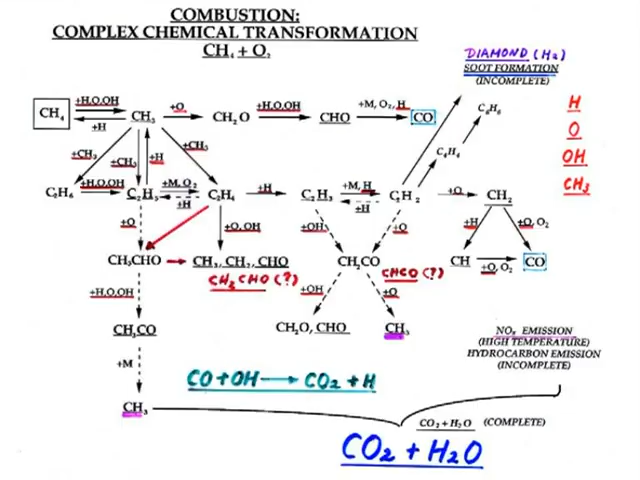 COMBUSTION:
COMPLEX CHEMICAL TRANSFORMATION
CH₄ + O₂
DIAMOND (H₂)
SOOT FORMATION
(INCOMPLETE)
CH₄
+H,O,OH
+H
CH₃
+O
CH₂O
+H,O,OH
CHO
+M, O₂, H
CO
C₆H₆
H
O
OH
CH₃
+CH₃
+CH₃
+H
+CH₃
C₄H₄
C₂H₆
+H,O,OH
C₂H₅
+M, O₂
+H
C₂H₄
+H
C₂H₃
+M, H
+H
C₂H₂
+O
CH₂
+O
+O, OH
+OH
+O
+H
+O, O₂
CH₃CHO
CH₃, CH₂, CHO
CH₂CO
CH
+O, O₂
CO
CH₂CHO (?)
CHCO (?)
+H,O,OH
+OH
+O
CH₃CO
CH₂O, CHO
CH₃
NOₓ EMISSION
(HIGH TEMPERATURE)
HYDROCARBON EMISSION
(INCOMPLETE)
+M
CO+OH → CO₂ + H
CH₃
CO₂ + H₂O (COMPLETE)
CO₂ + H₂O